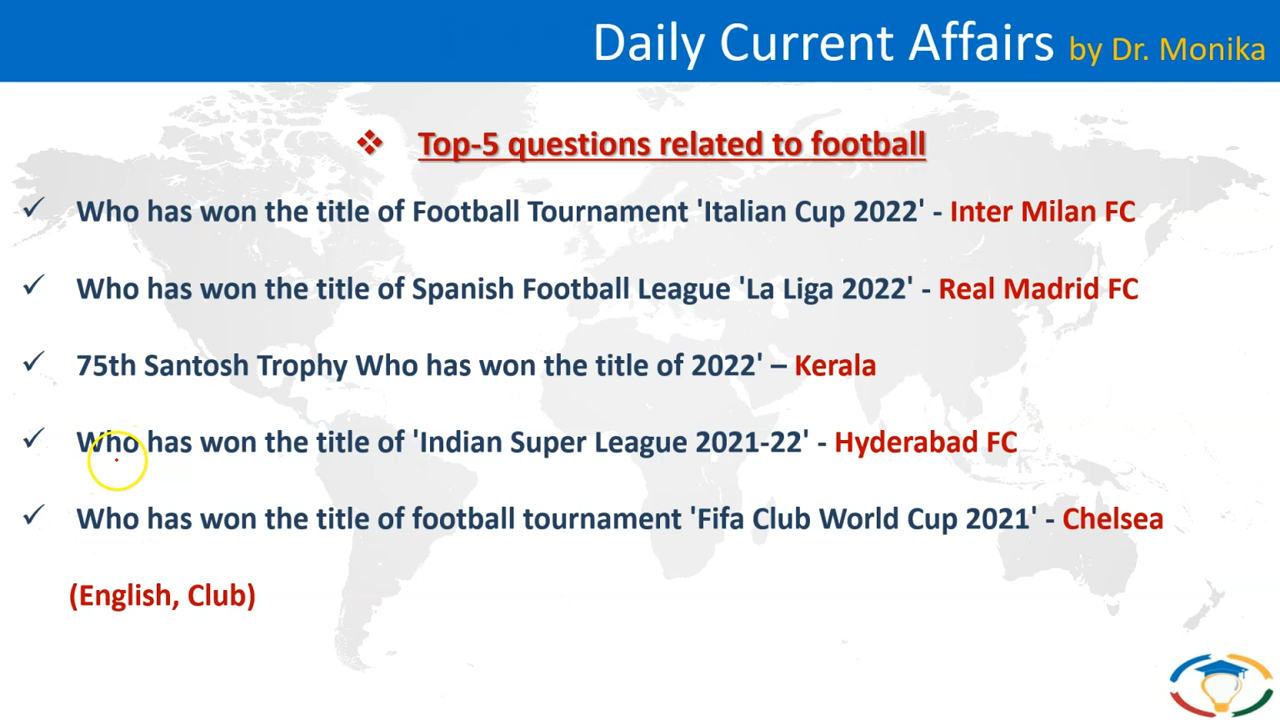 Daily Current Affairs by Dr. Monika
❖ Top-5 questions related to football
✓ Who has won the title of Football Tournament 'Italian Cup 2022' - Inter Milan FC
✓ Who has won the title of Spanish Football League 'La Liga 2022' - Real Madrid FC
✓ 75th Santosh Trophy Who has won the title of 2022' – Kerala
✓ Who has won the title of 'Indian Super League 2021-22' - Hyderabad FC
✓ Who has won the title of football tournament 'Fifa Club World Cup 2021' - Chelsea
(English, Club)